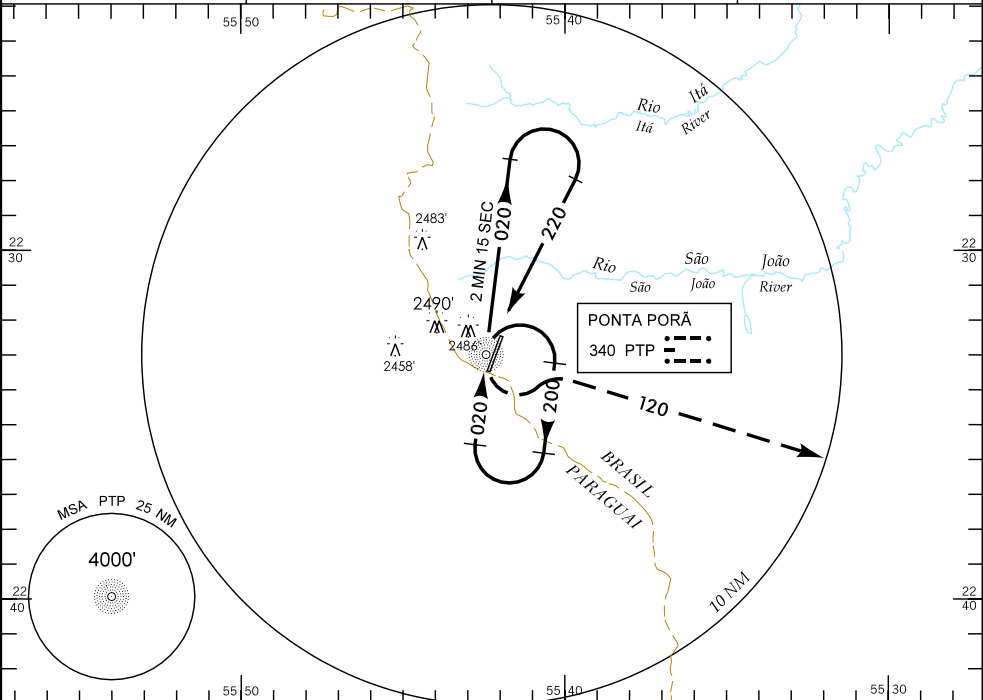 55 50
55 40
Rio
Itá
Itá
River
2483'
2 MIN 15 SEC
020
220
22
30
22
30
Rio
São
João
São
João
River
2490'
2486'
2458'
PONTA PORÃ
340 PTP
020
200
120
BRASIL
PARAGUAI
MSA PTP 25 NM
4000'
10 NM
22
40
22
40
55 50
55 40
55 30